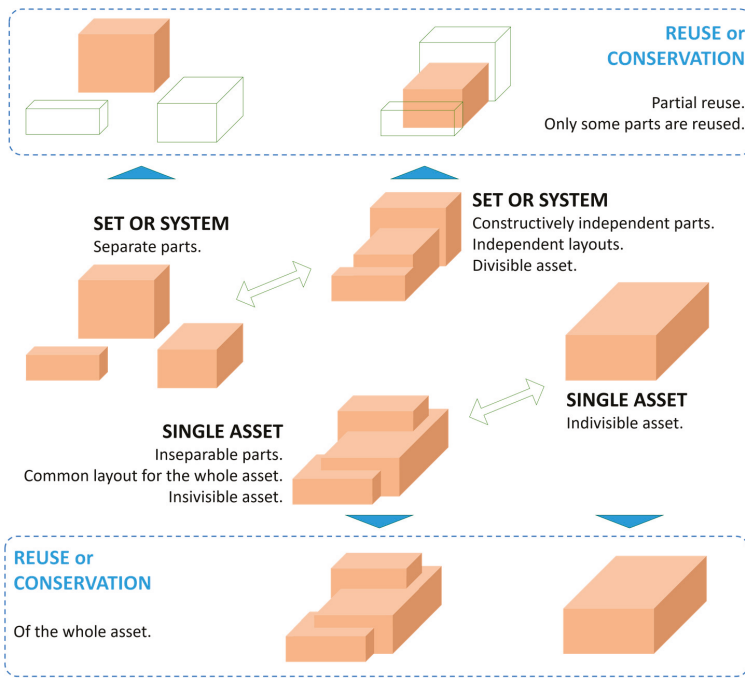 REUSE or
CONSERVATION
Partial reuse.
Only some parts are reused.
SET OR SYSTEM
Separate parts.
SET OR SYSTEM
Constructively independent parts.
Independent layouts.
Divisible asset.
SINGLE ASSET
Inseparable parts.
Common layout for the whole asset.
Insivisible asset.
SINGLE ASSET
Indivisible asset.
REUSE or
CONSERVATION
Of the whole asset.